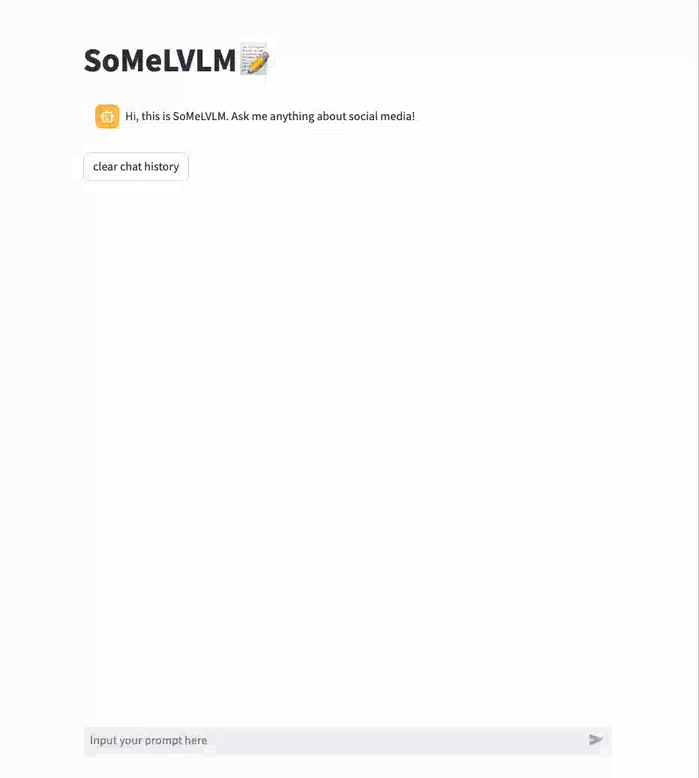 SoMeLVLM
Hi, this is SoMeLVLM. Ask me anything about social media!
clear chat history
Input your prompt here